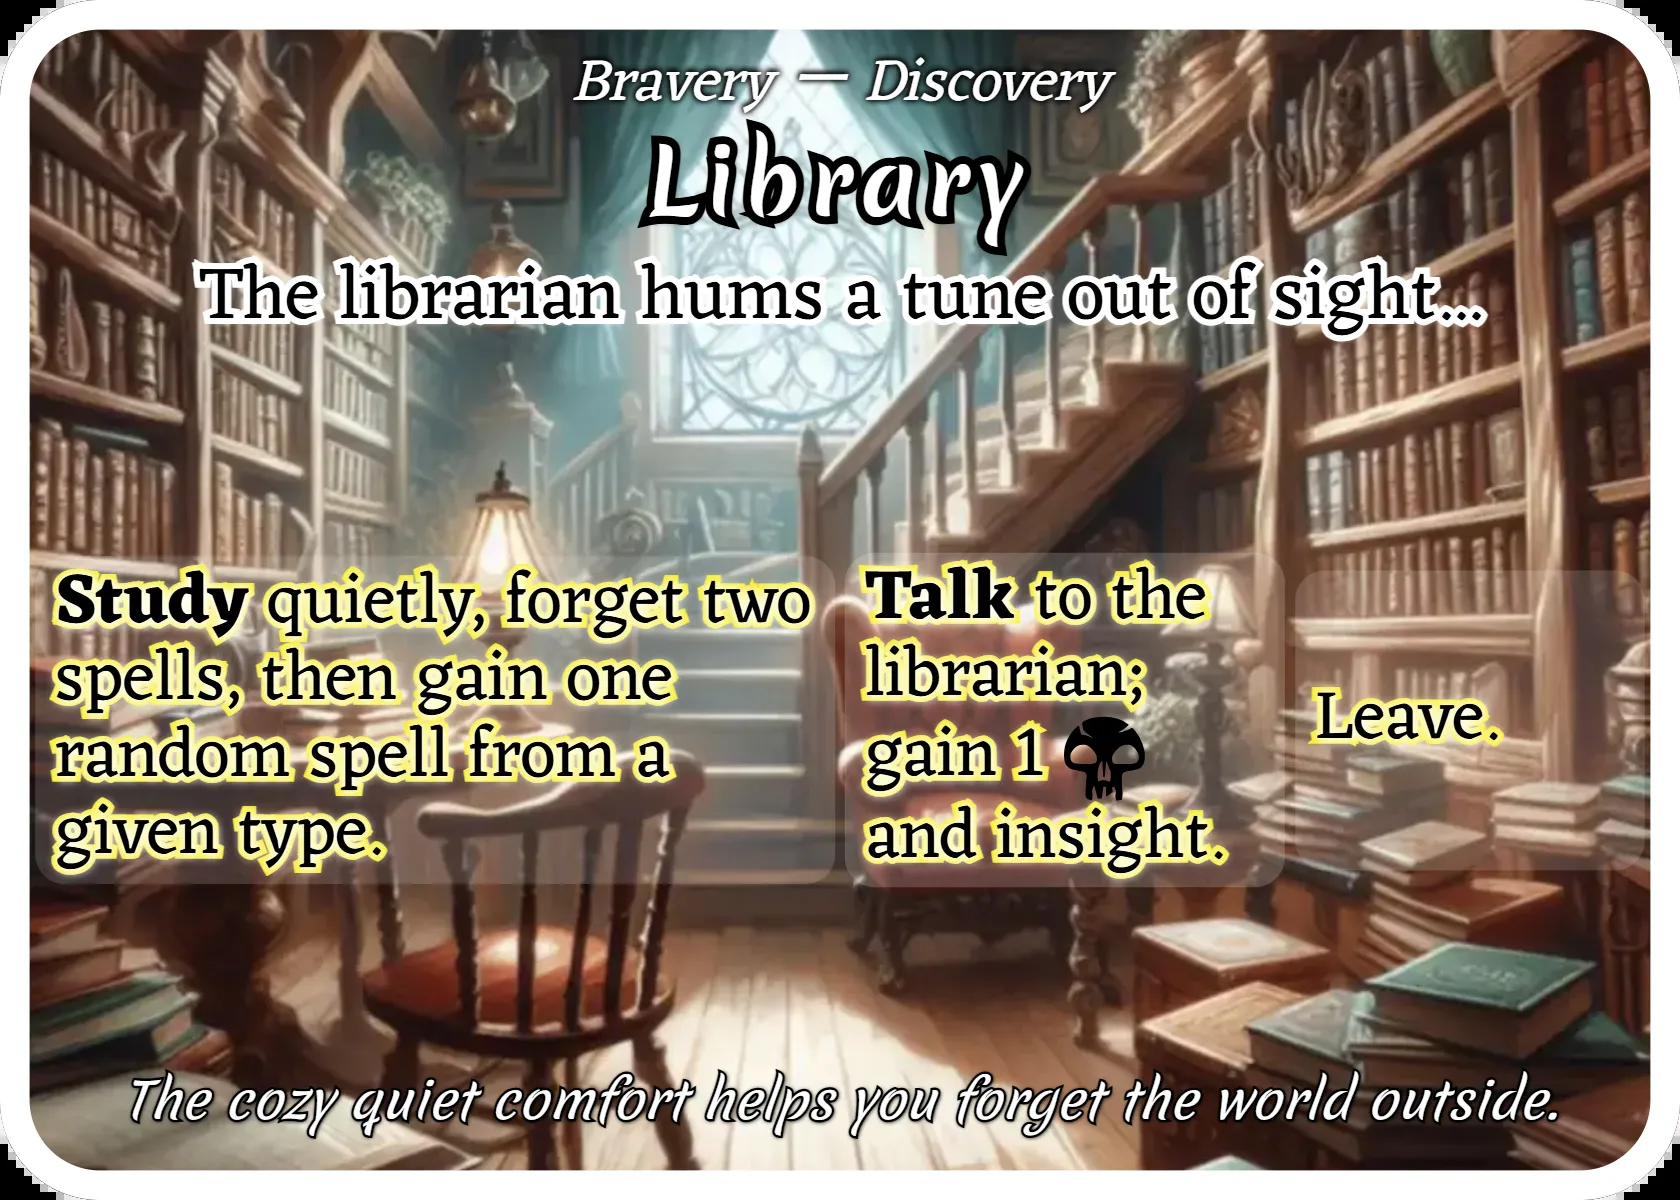 Bravery — Discovery
Library
The librarian hums a tune out of sight...
Study quietly, forget two
spells, then gain one
random spell from a
given type.
Talk to the
librarian;
gain 1
and insight.
Leave.
The cozy quiet comfort helps you forget the world outside.